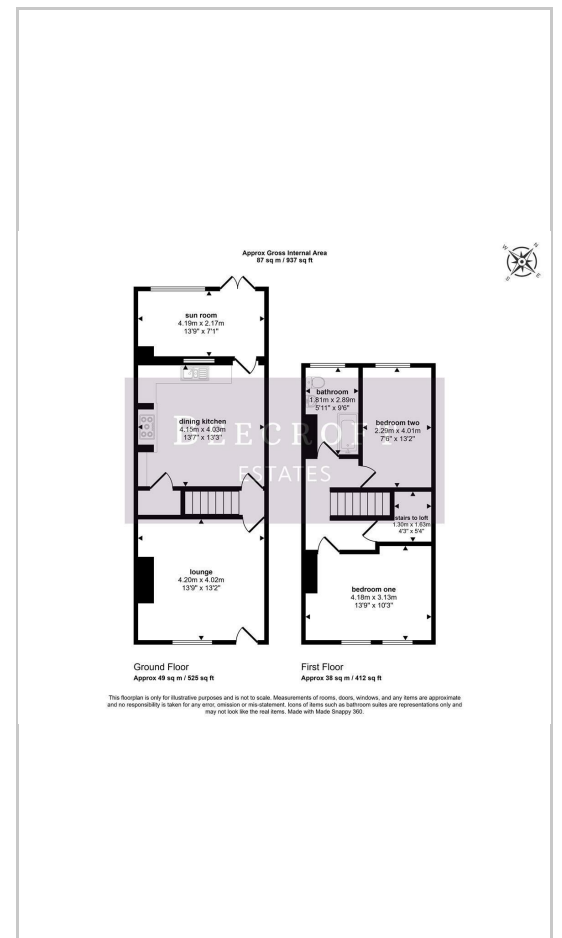 Approx Gross Internal Area
87 sq m / 937 sq ft
W
N
S
E
sun room
4.19m x 2.17m
13'9" x 7'1"
bathroom
1.81m x 2.89m
5'11" x 9'6"
bedroom two
2.29m x 4.01m
7'6" x 13'2"
dining kitchen
4.15m x 4.03m
13'7" x 13'3"
BEECROFT
ESTATES
stairs to loft
1.30m x 1.63m
4'3" x 5'4"
lounge
4.20m x 4.02m
13'9" x 13'2"
bedroom one
4.18m x 3.13m
13'9" x 10'3"
Ground Floor
Approx 49 sq m / 525 sq ft
First Floor
Approx 38 sq m / 412 sq ft
This floorplan is only for illustrative purposes and is not to scale. Measurements of rooms, doors, windows, and any items are approximate
and no responsibility is taken for any error, omission or mis-statement. Icons of items such as bathroom suites are representations only and
may not look like the real items. Made with Made Snappy 360.